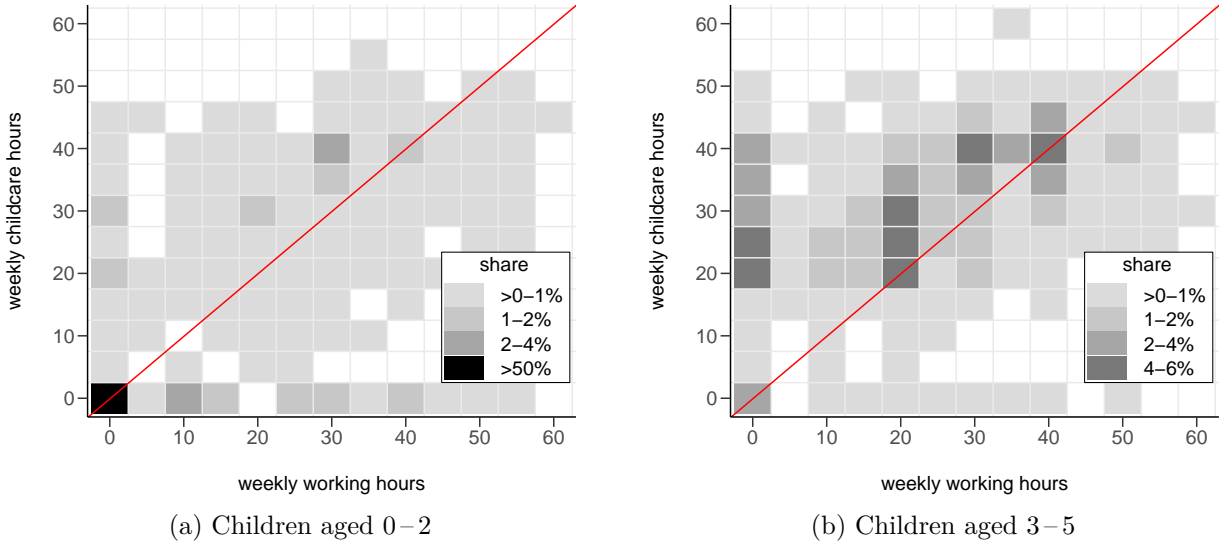 60
50
40
30
20
10
0
weekly childcare hours
share
>0−1%
1−2%
2−4%
>50%
0 10 20 30 40 50 60
weekly working hours
(a) Children aged 0 – 2
60
50
40
30
20
10
0
weekly childcare hours
share
>0−1%
1−2%
2−4%
4−6%
0 10 20 30 40 50 60
weekly working hours
(b) Children aged 3 – 5